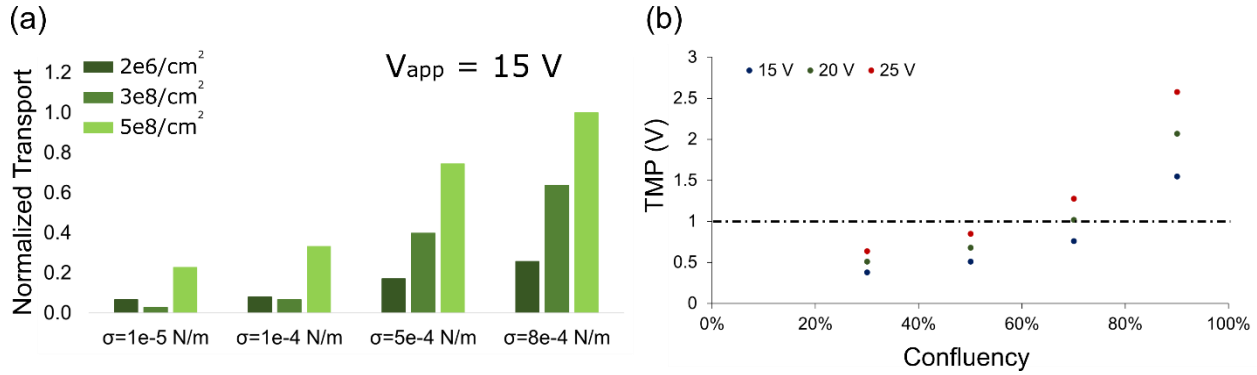 (a)
Normalized Transport
1.2
1.0
0.8
0.6
0.4
0.2
0.0
2e6/cm²
3e8/cm²
5e8/cm²
Vapp = 15 V
σ=1e-5 N/m σ=1e-4 N/m σ=5e-4 N/m σ=8e-4 N/m
(b)
TMP (V)
3
2.5
2
1.5
1
0.5
0
15 V 20 V 25 V
0% 20% 40% 60% 80% 100%
Confluency